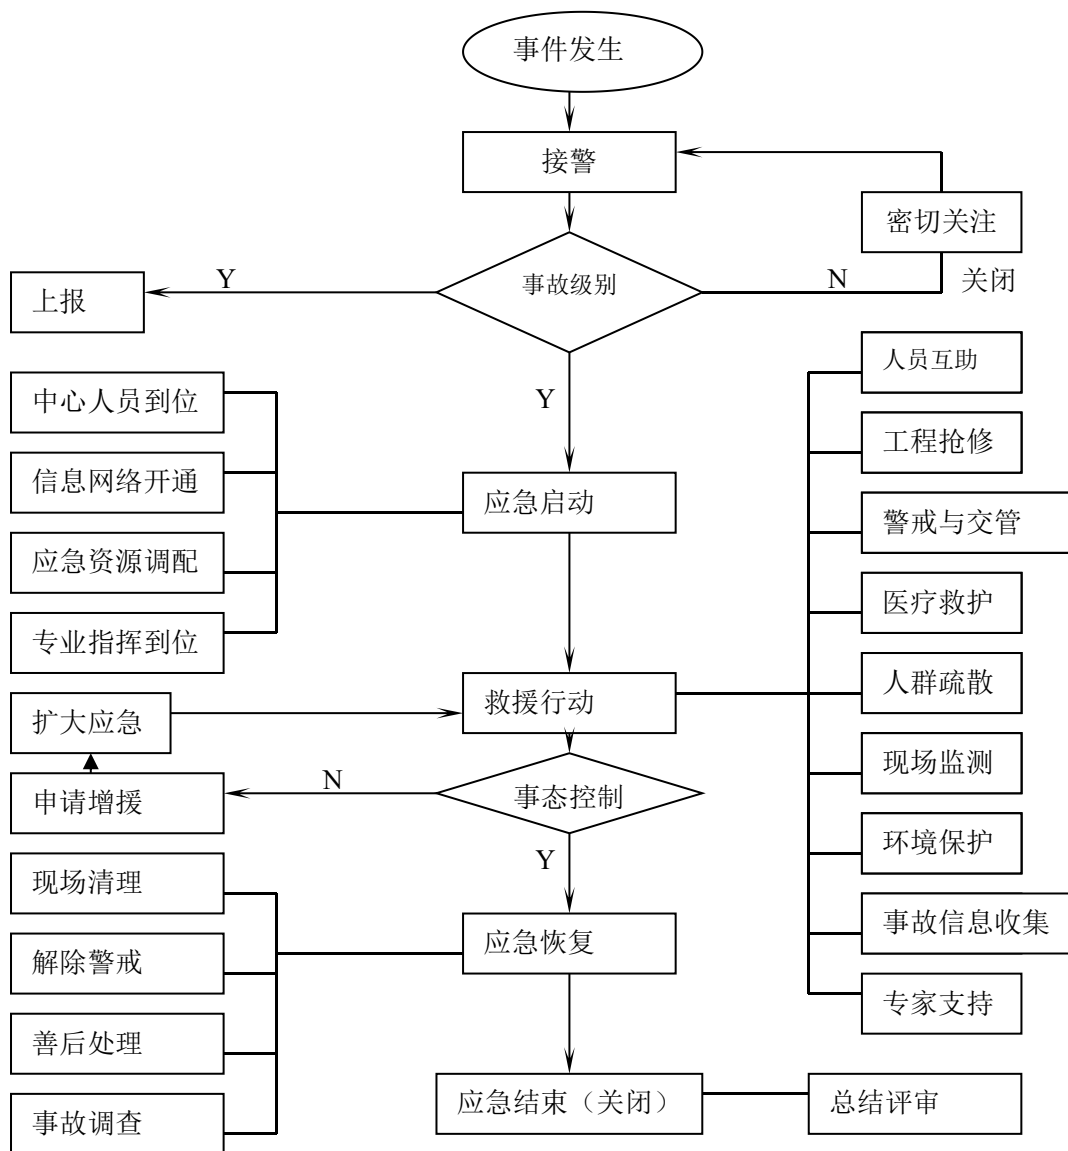 事件发生
接警
密切关注
事故级别
Y
N
关闭
上报
Y
人员互助
中心人员到位
工程抢修
信息网络开通
应急启动
警戒与交管
应急资源调配
医疗救护
专业指挥到位
人群疏散
救援行动
扩大应急
现场监测
N
事态控制
申请增援
环境保护
Y
现场清理
事故信息收集
应急恢复
解除警戒
专家支持
善后处理
应急结束（关闭）
总结评审
事故调查